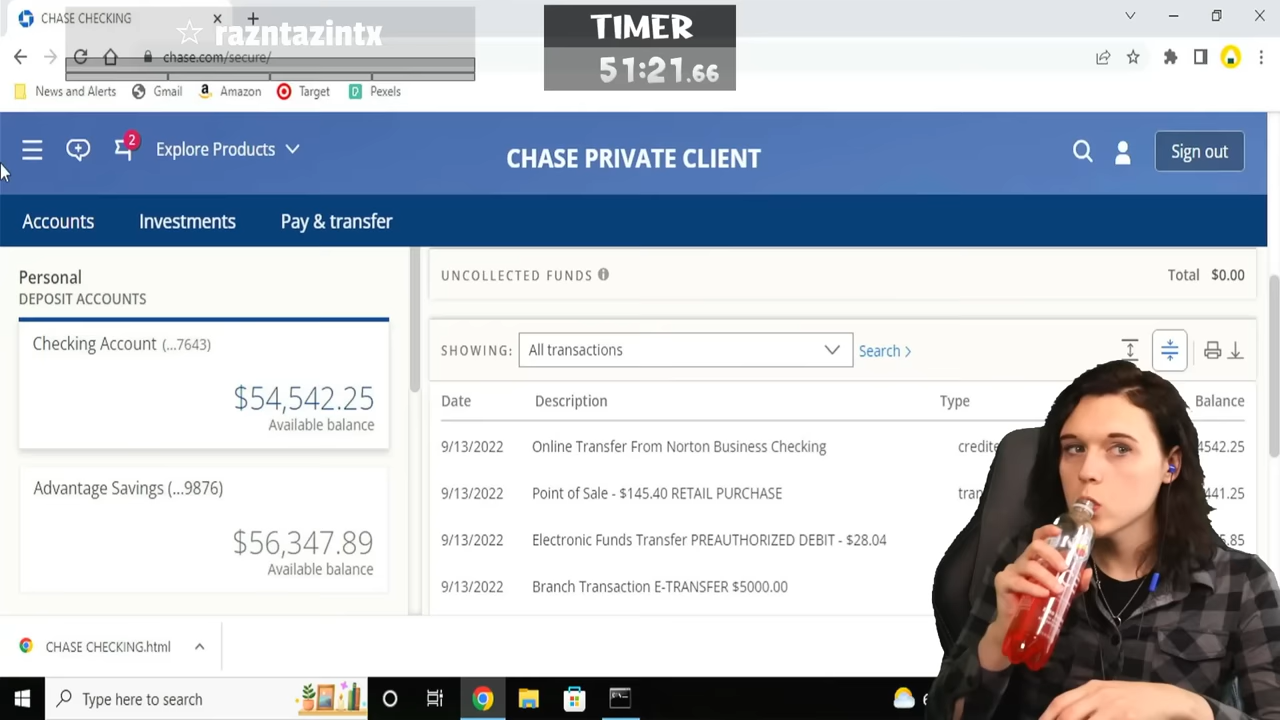 CHASE CHECKING
razntazintx
TIMER
51:21.66
chase.com/secure/
News and Alerts
Gmail
Amazon
Target
Pexels
2
Explore Products
CHASE PRIVATE CLIENT
Sign out
Accounts
Investments
Pay & transfer
Personal
DEPOSIT ACCOUNTS
Checking Account (...7643)
$54,542.25
Available balance
Advantage Savings (...9876)
$56,347.89
Available balance
UNCOLLECTED FUNDS
Total $0.00
SHOWING: All transactions Search >
Date Description Type Balance
9/13/2022 Online Transfer From Norton Business Checking 4542.25
9/13/2022 Point of Sale - $145.40 RETAIL PURCHASE 441.25
9/13/2022 Electronic Funds Transfer PREAUTHORIZED DEBIT - $28.04
9/13/2022 Branch Transaction E-TRANSFER $5000.00
CHASE CHECKING.html
Type here to search